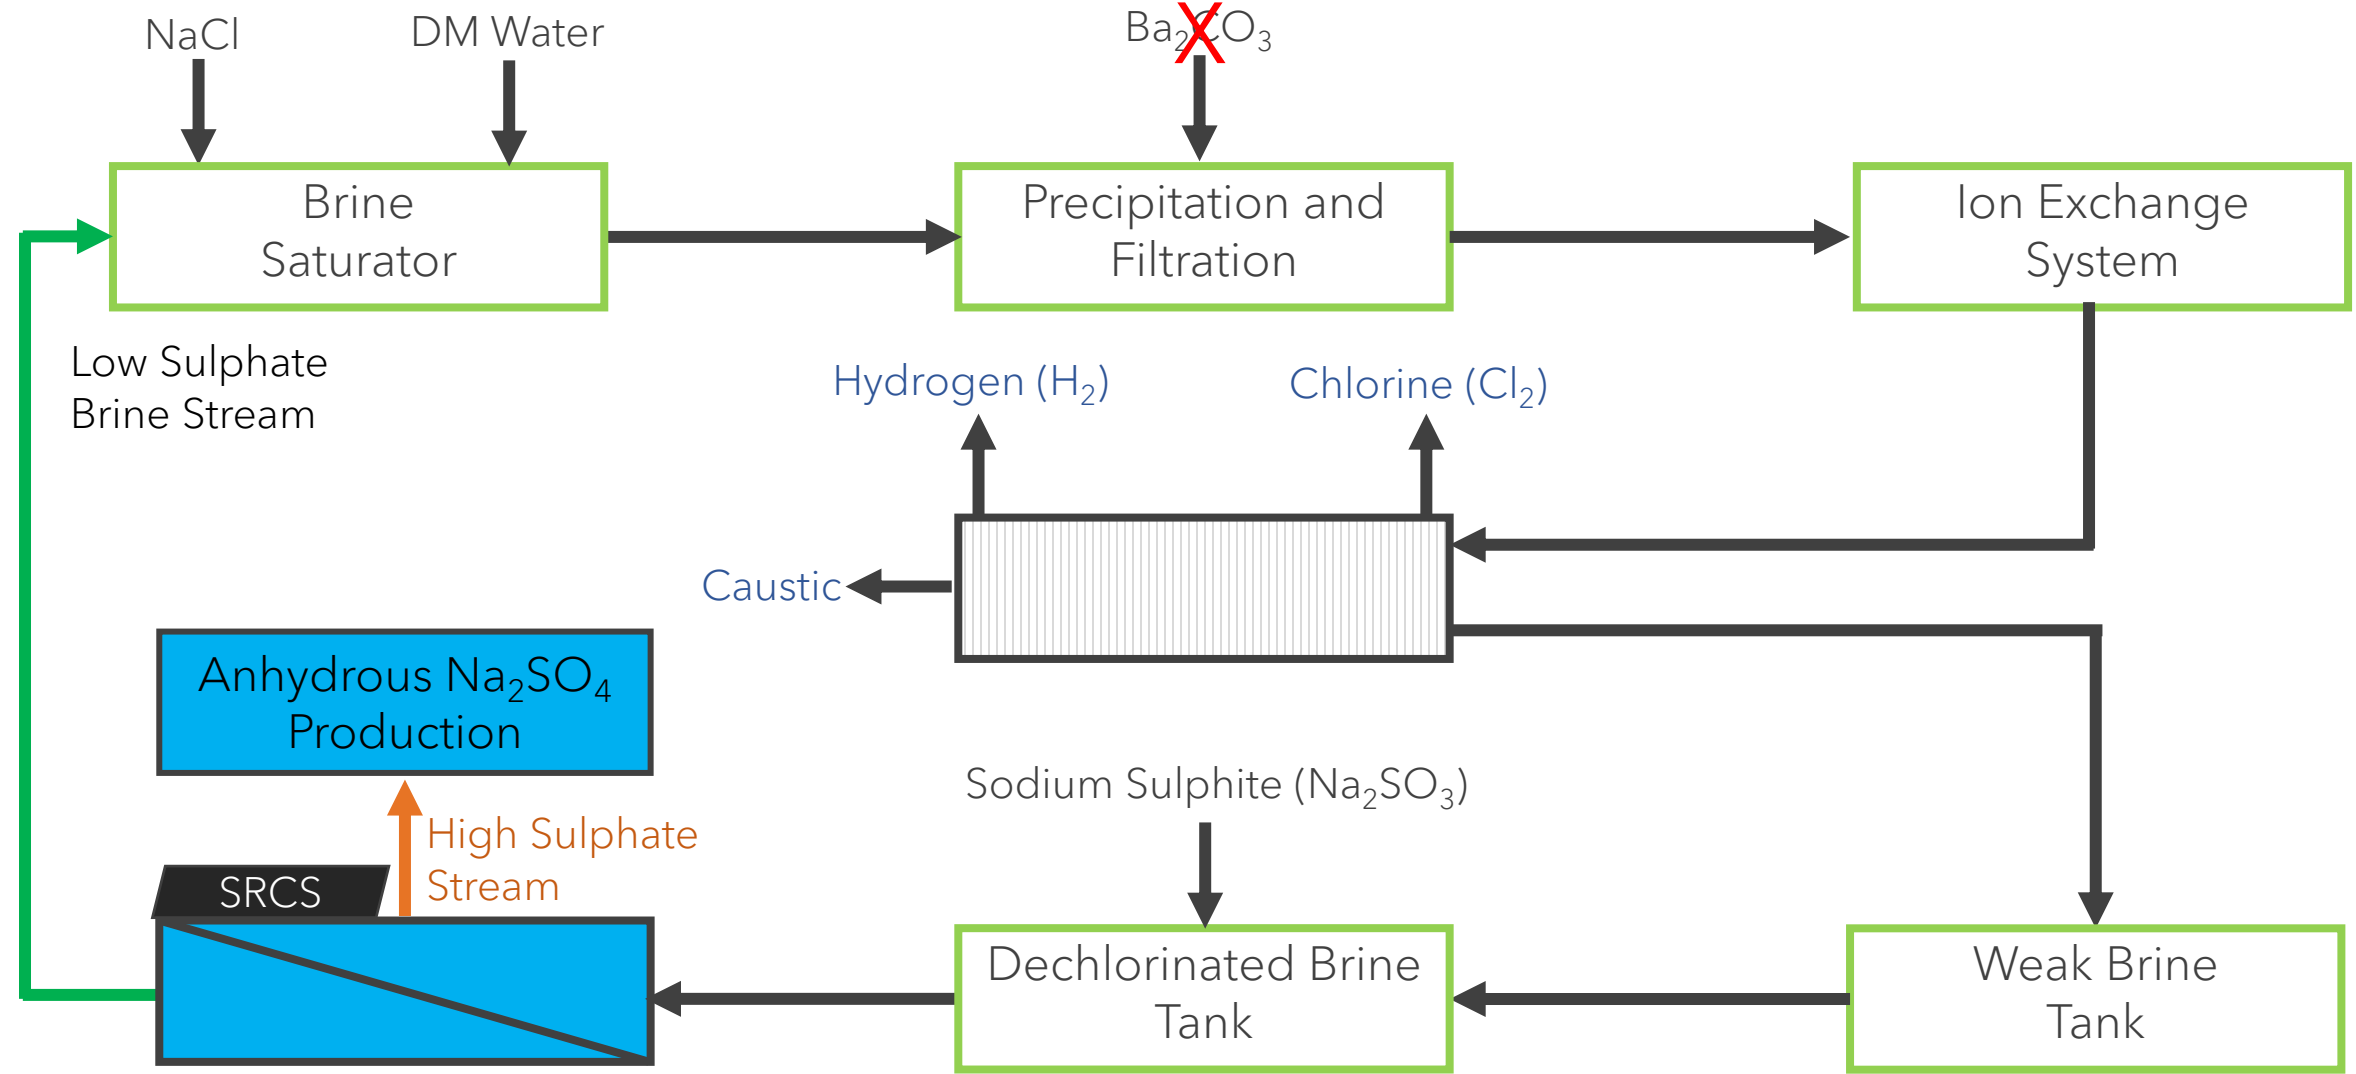 NaCl
DM Water
Ba₂CO₃
Brine
Saturator
Precipitation and
Filtration
Ion Exchange
System
Low Sulphate
Brine Stream
Hydrogen (H₂)
Chlorine (Cl₂)
Caustic
Anhydrous Na₂SO₄
Production
Sodium Sulphite (Na₂SO₃)
High Sulphate
Stream
SRCS
Dechlorinated Brine
Tank
Weak Brine
Tank